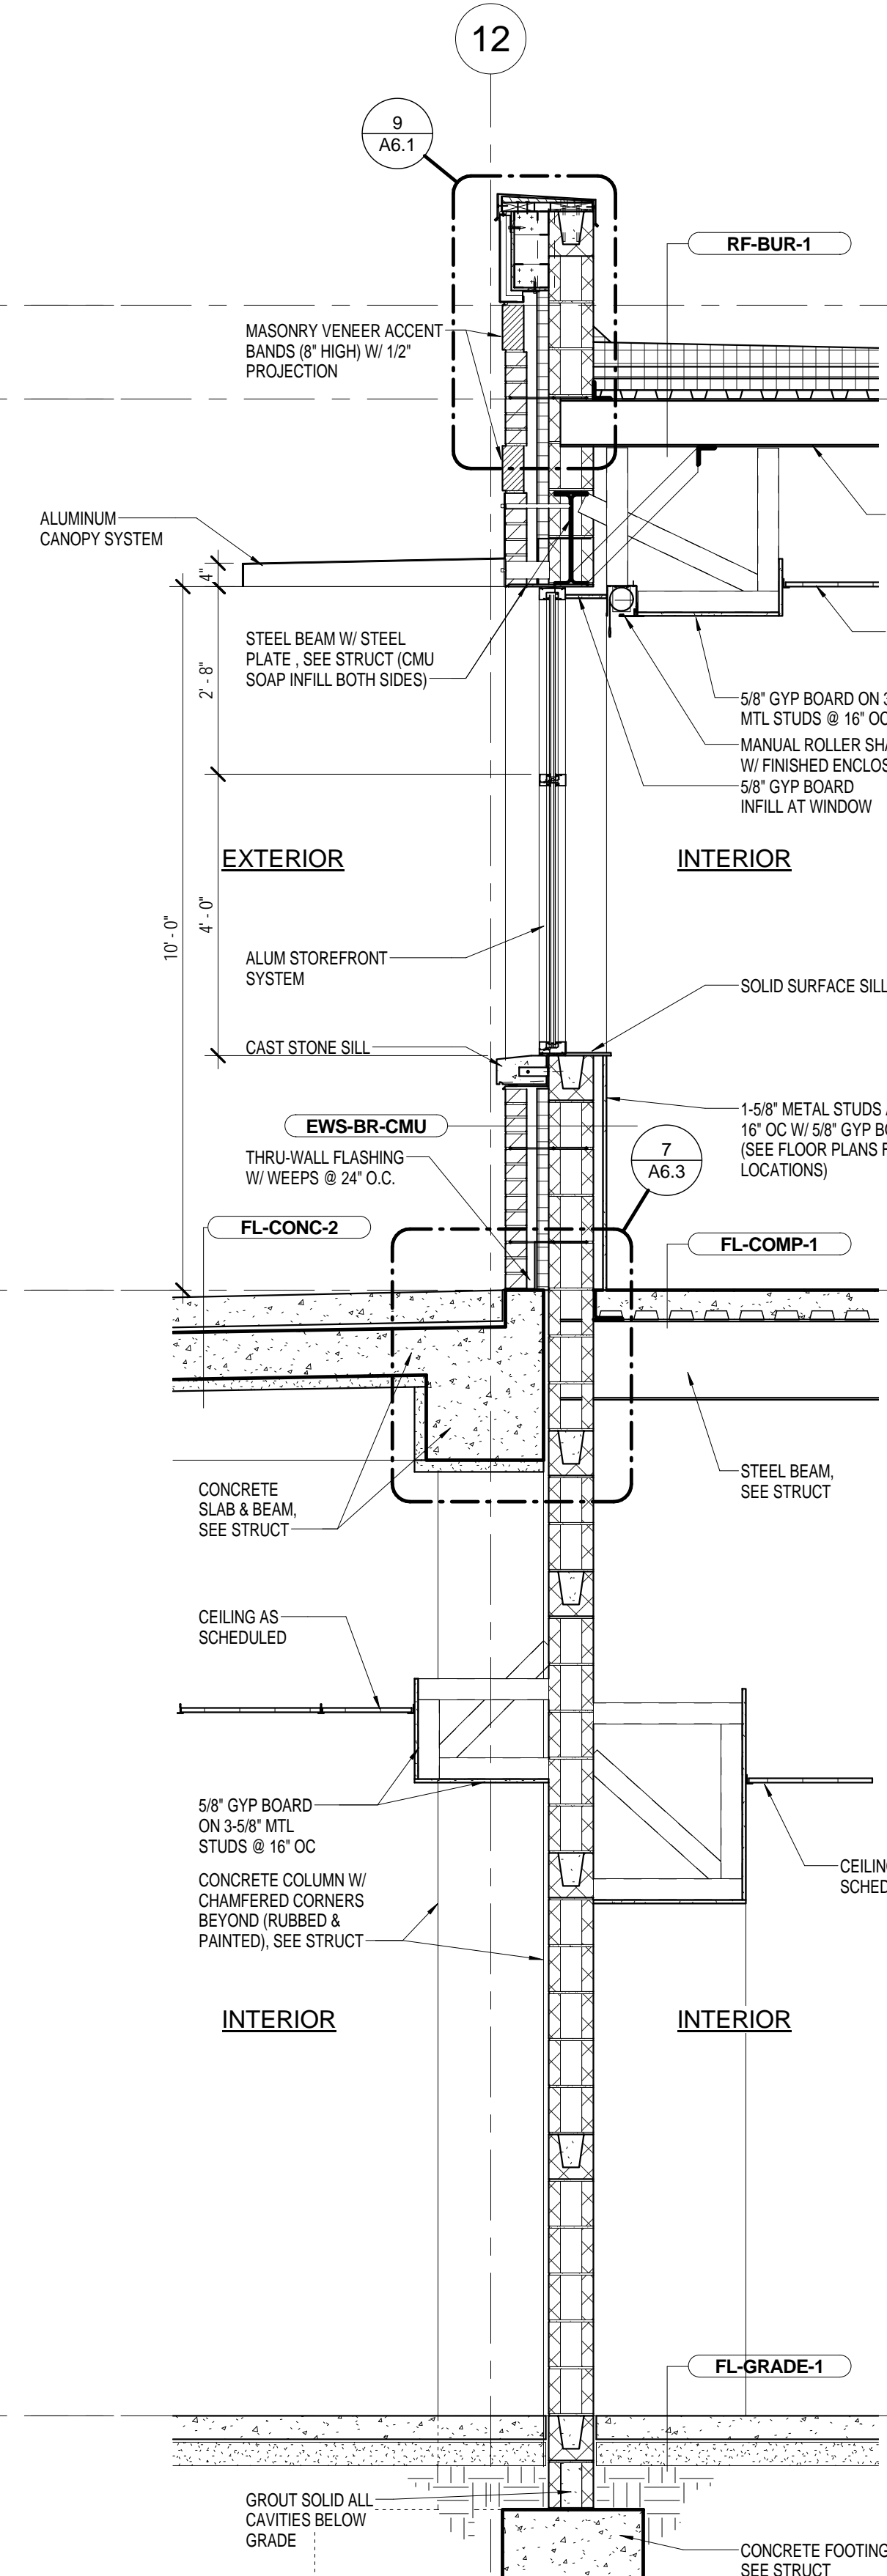 12
9
A6.1
RF-BUR-1
MASONRY VENEER ACCENT
BANDS (8" HIGH) W/ 1/2"
PROJECTION
ALUMINUM
CANOPY SYSTEM
4"
STEEL BEAM W/ STEEL
PLATE , SEE STRUCT (CMU
SOAP INFILL BOTH SIDES)
2' - 8"
5/8" GYP BOARD ON
MTL STUDS @ 16" OC
MANUAL ROLLER
W/ FINISHED
5/8" GYP BOARD
INFILL AT WINDOW
EXTERIOR
INTERIOR
10' - 0"
4' - 0"
ALUM STOREFRONT
SYSTEM
SOLID SURFACE SILL
CAST STONE SILL
EWS-BR-CMU
1-5/8" METAL STUDS
16" OC W/ 5/8" GYP
(SEE FLOOR PLANS
LOCATIONS)
THRU-WALL FLASHING
W/ WEEPS @ 24" O.C.
7
A6.3
FL-CONC-2
FL-COMP-1
CONCRETE
SLAB & BEAM,
SEE STRUCT
STEEL BEAM,
SEE STRUCT
CEILING AS
SCHEDULED
5/8" GYP BOARD
ON 3-5/8" MTL
STUDS @ 16" OC
CONCRETE COLUMN W/
CHAMFERED CORNERS
BEYOND (RUBBED &
PAINTED), SEE STRUCT
INTERIOR
INTERIOR
FL-GRADE-1
GROUT SOLID ALL
CAVITIES BELOW
GRADE
CONCRETE FOOTING
SEE STRUCT